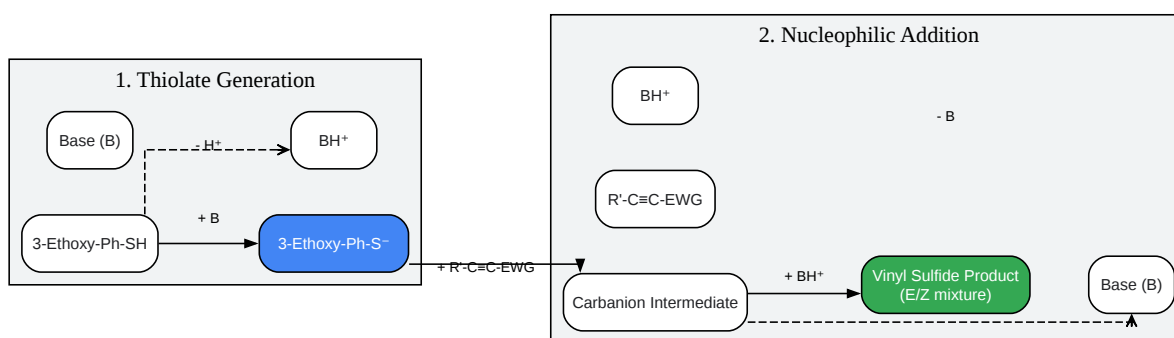 1. Thiolate Generation
Base (B)
- H⁺
BH⁺
3-Ethoxy-Ph-SH
+ B
3-Ethoxy-Ph-S⁻
+ R'-C≡C-EWG
2. Nucleophilic Addition
BH⁺
- B
R'-C≡C-EWG
Carbanion Intermediate
+ BH⁺
Vinyl Sulfide Product
(E/Z mixture)
Base (B)